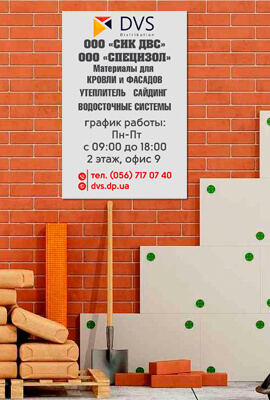 DVS
Distribution
ООО «СИК ДВС»
ООО «СПЕЦИЗОЛ»
Материалы для
КРОВЛИ и ФАСАДОВ
УТЕПЛИТЕЛЬ САЙДИНГ
ВОДОСТОЧНЫЕ СИСТЕМЫ
график работы:
Пн-Пт
с 09:00 до 18:00
2 этаж, офис 9
тел. (056) 717 07 40
dvs.dp.ua